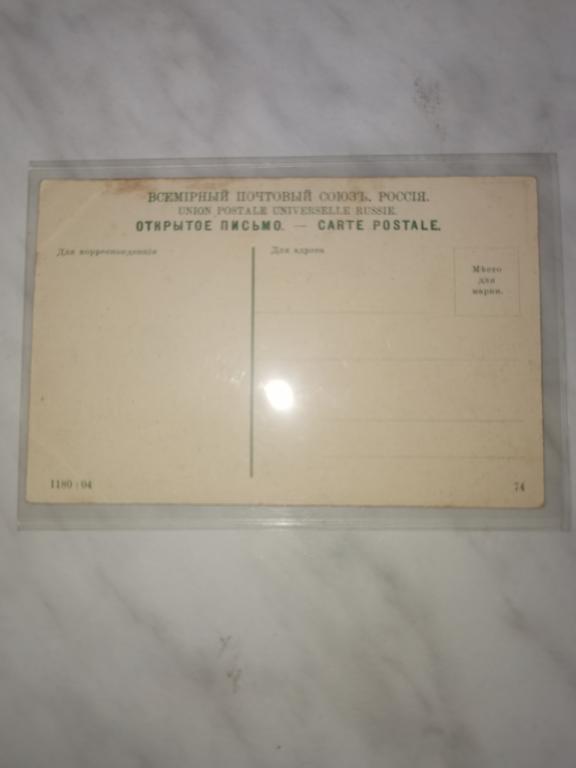 ВСЕМІРНЫЙ ПОЧТОВЫЙ СОЮЗЪ. РОССІЯ.
UNION POSTALE UNIVERSELLE RUSSIE.
ОТКРЫТОЕ ПИСЬМО. — CARTE POSTALE.
Для корреспонденціи
Для адреса
Мѣсто
для
марки.
1180 | 04
74